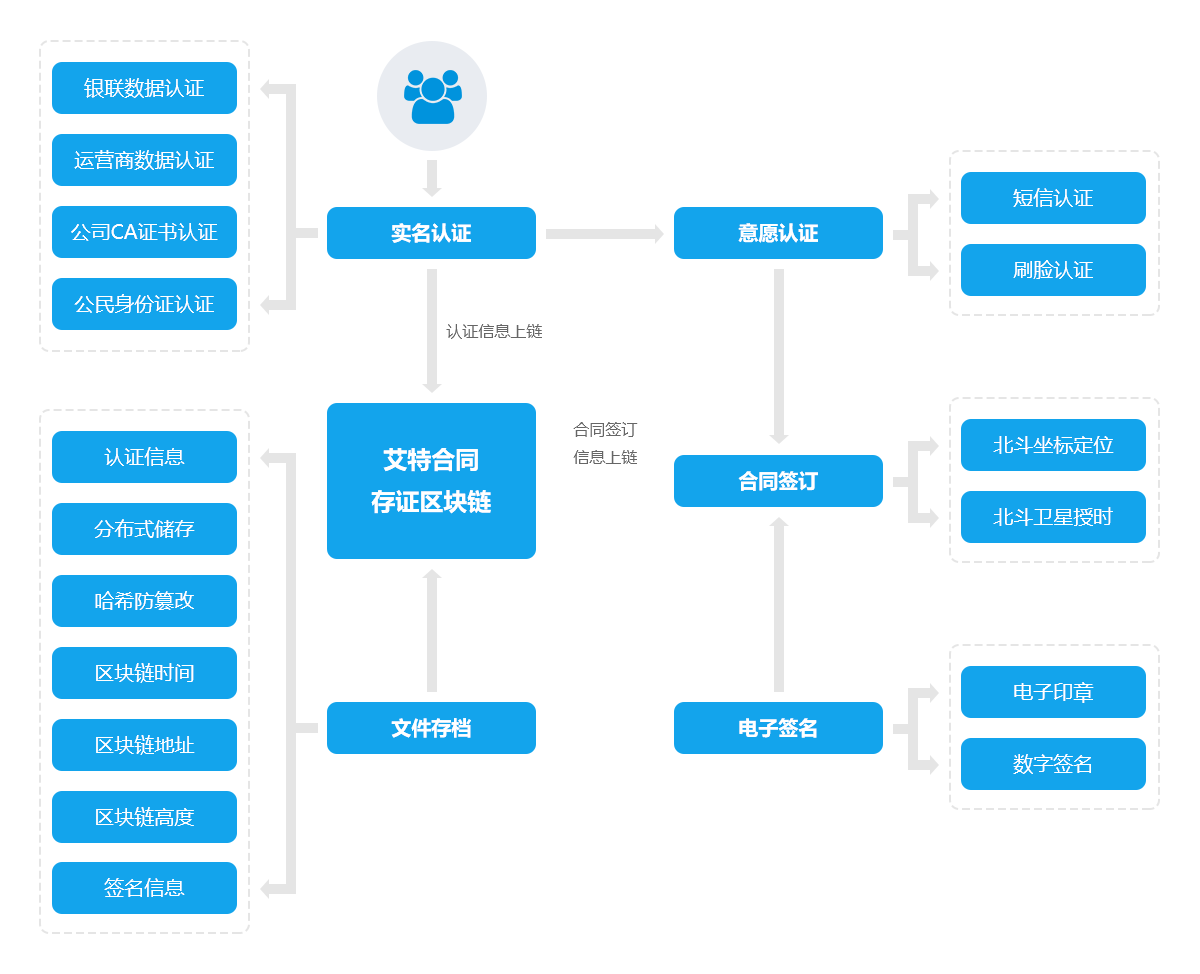 银联数据认证
运营商数据认证
公司CA证书认证
公民身份证认证
实名认证
意愿认证
短信认证
刷脸认证
认证信息上链
艾特合同
存证区块链
合同签订
信息上链
合同签订
北斗坐标定位
北斗卫星授时
认证信息
分布式储存
哈希防篡改
区块链时间
区块链地址
区块链高度
签名信息
文件存档
电子签名
电子印章
数字签名